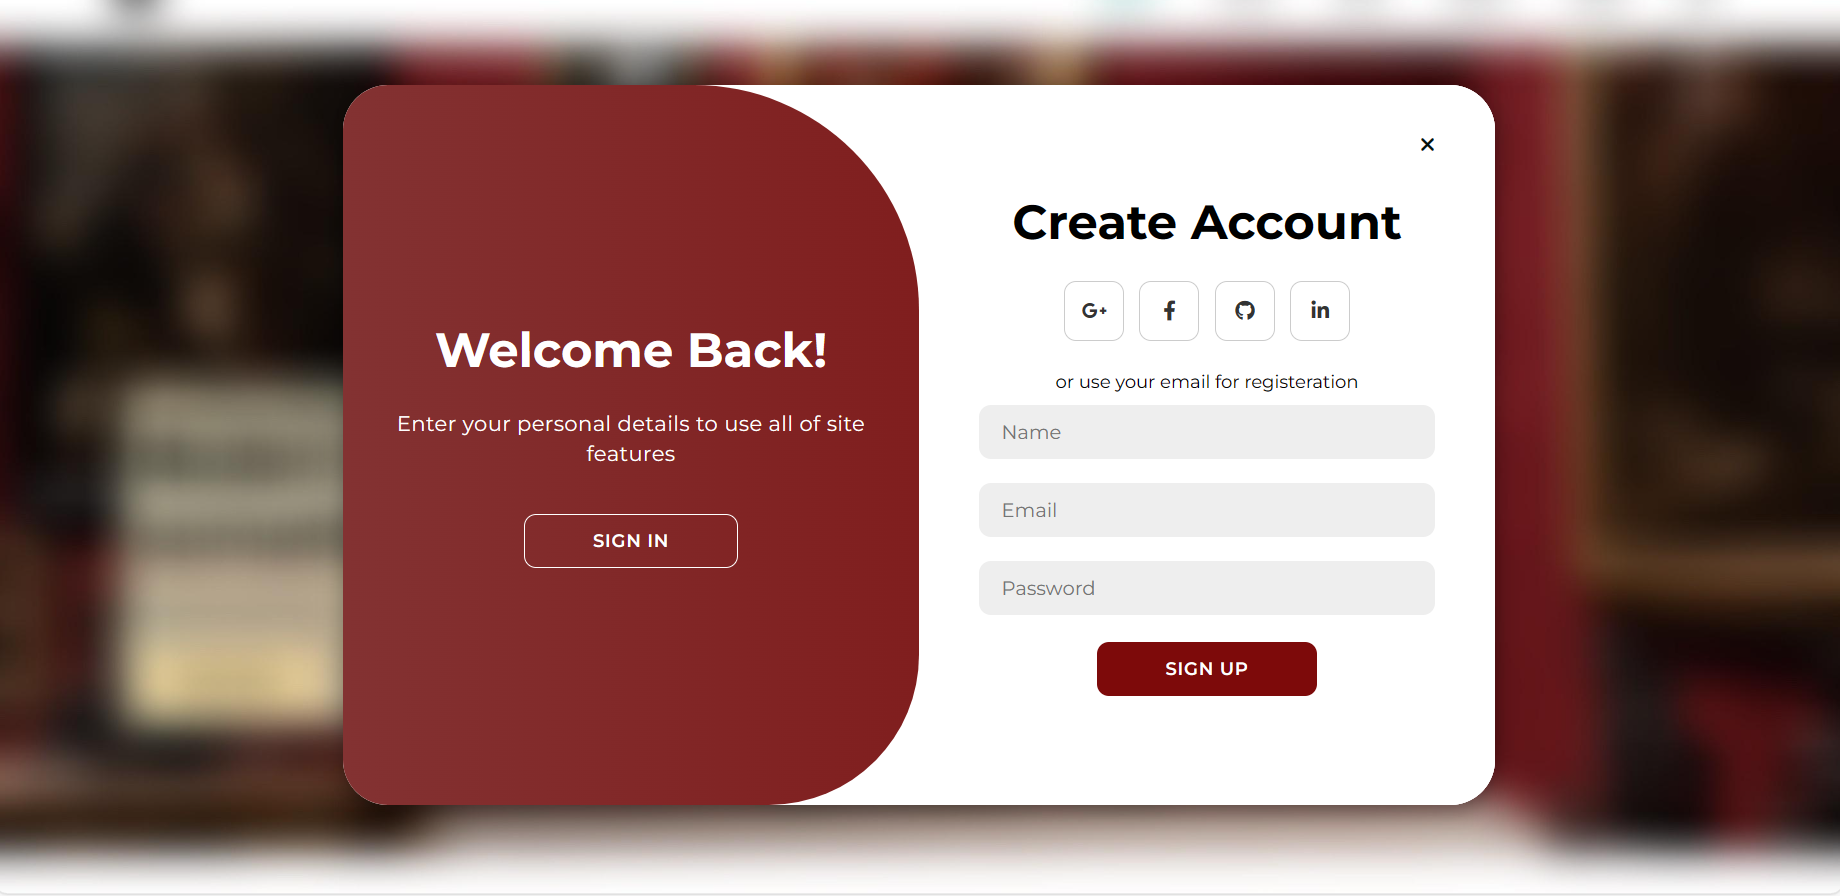 Welcome Back!
Enter your personal details to use all of site
features
SIGN IN
Create Account
G+
f
in
or use your email for registeration
Name
Email
Password
SIGN UP